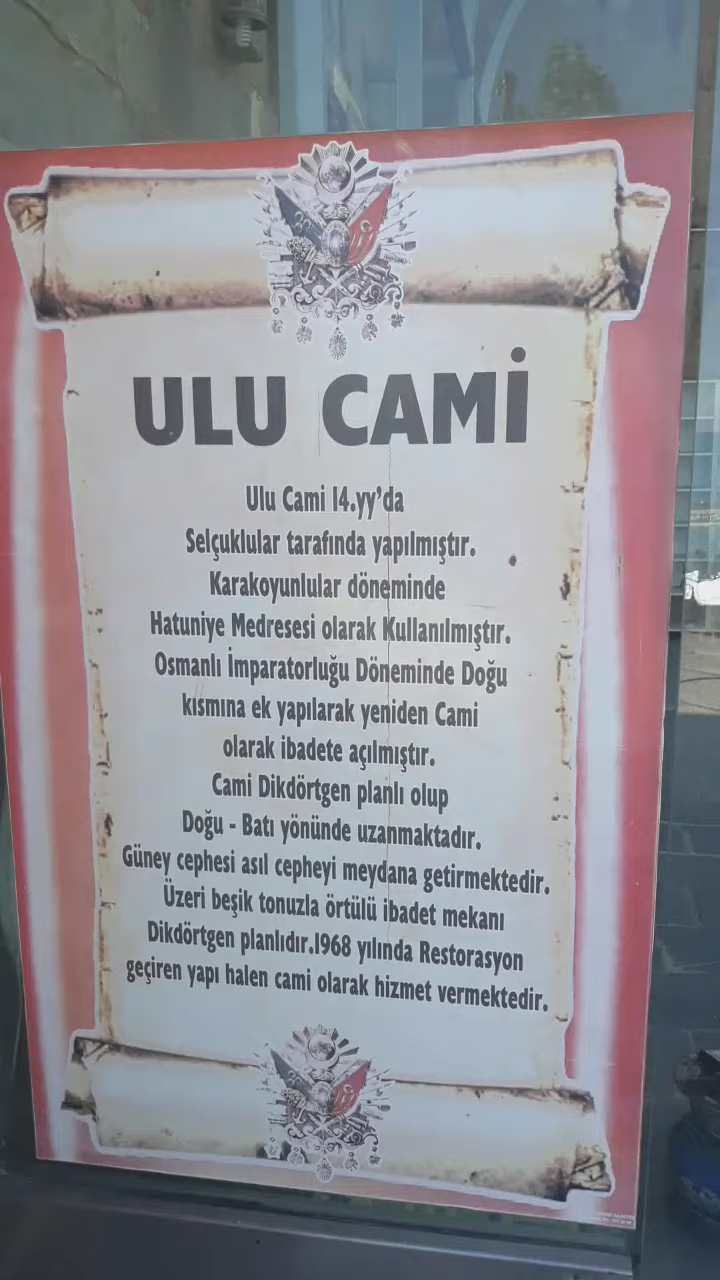 ULU CAMİ
Ulu Cami 14.yy'da
Selçuklular tarafında yapılmıştır.
Karakoyunlular döneminde
Hatuniye Medresesi olarak Kullanılmıştır.
Osmanlı İmparatorluğu Döneminde Doğu
kısmına ek yapılarak yeniden Cami
olarak ibadete açılmıştır.
Cami Dikdörtgen planlı olup
Doğu - Batı yönünde uzanmaktadır.
Güney cephesi asıl cepheyi meydana getirmektedir.
Üzeri beşik tonuzla örtülü ibadet mekanı
Dikdörtgen planlıdır.1968 yılında Restorasyon
geçiren yapı halen cami olarak hizmet vermektedir.